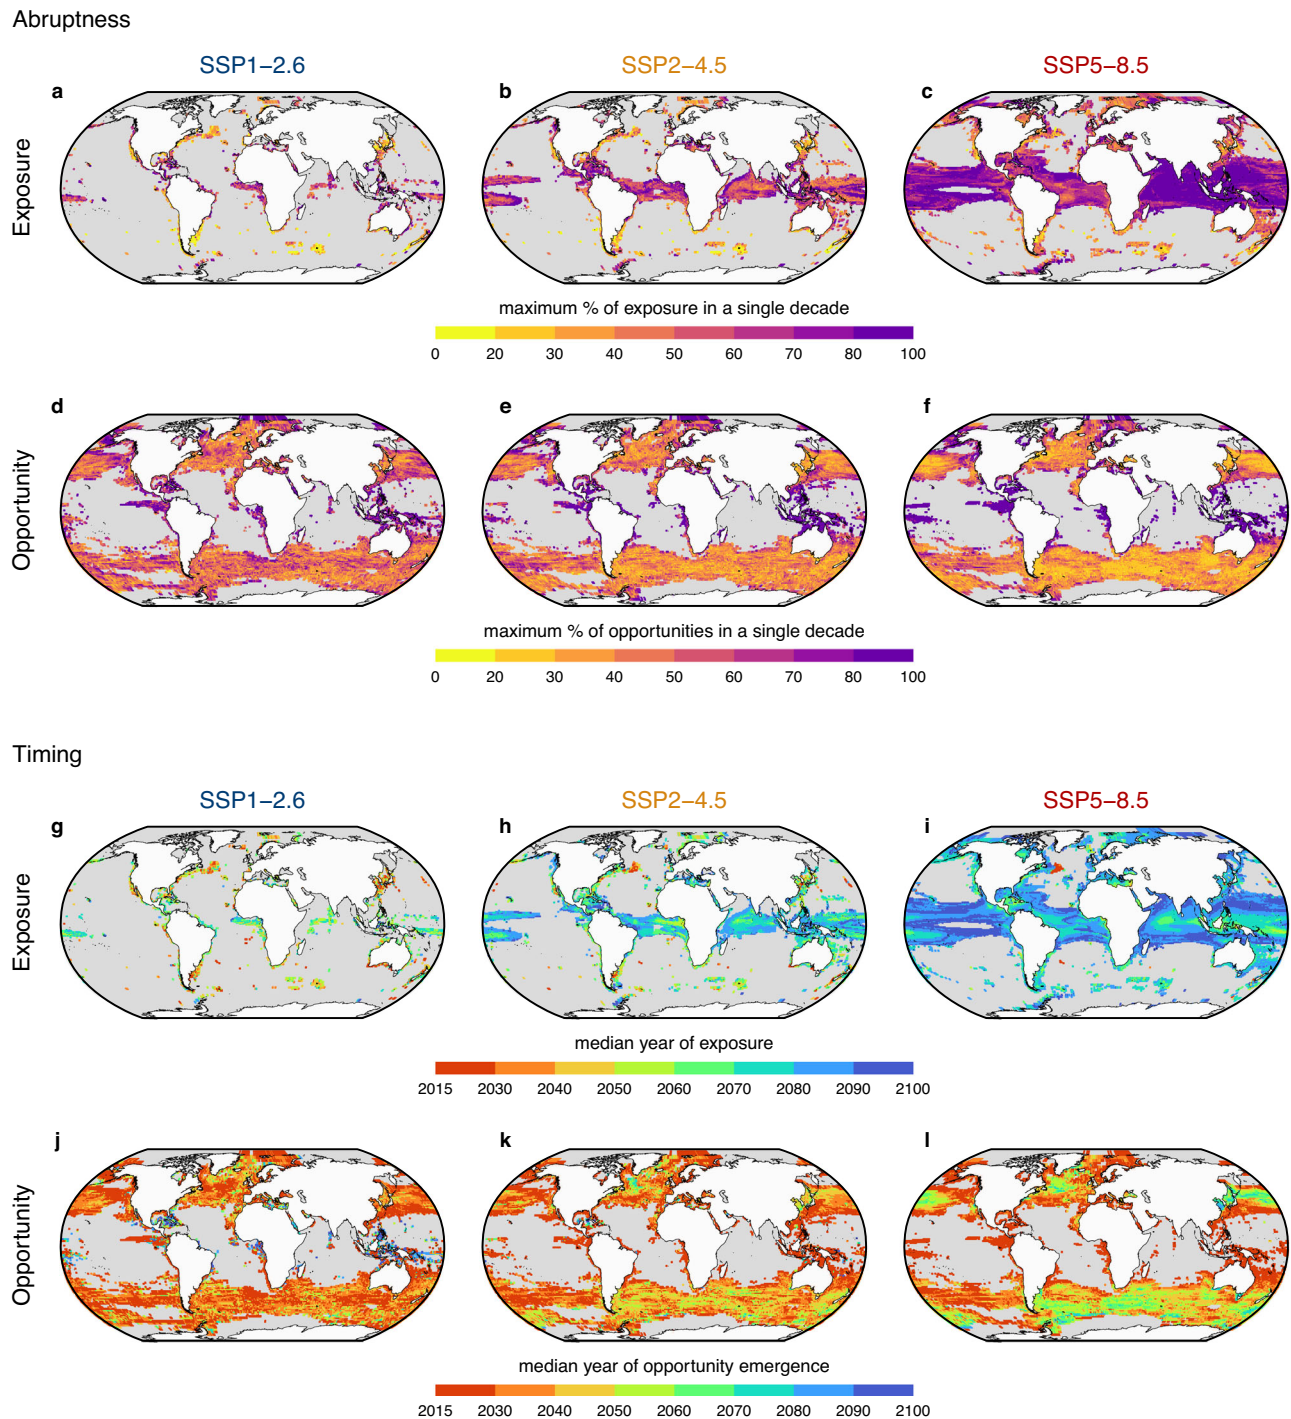 Abruptness
SSP1−2.6 SSP2−4.5 SSP5−8.5
a b c
Exposure
maximum % of exposure in a single decade
0 20 30 40 50 60 70 80 100
d e f
Opportunity
maximum % of opportunities in a single decade
0 20 30 40 50 60 70 80 100
Timing
SSP1−2.6 SSP2−4.5 SSP5−8.5
g h i
Exposure
median year of exposure
2015 2030 2040 2050 2060 2070 2080 2090 2100
j k l
Opportunity
median year of opportunity emergence
2015 2030 2040 2050 2060 2070 2080 2090 2100